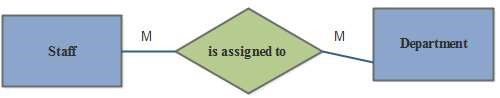 Staff
M
is assigned to
M
Department